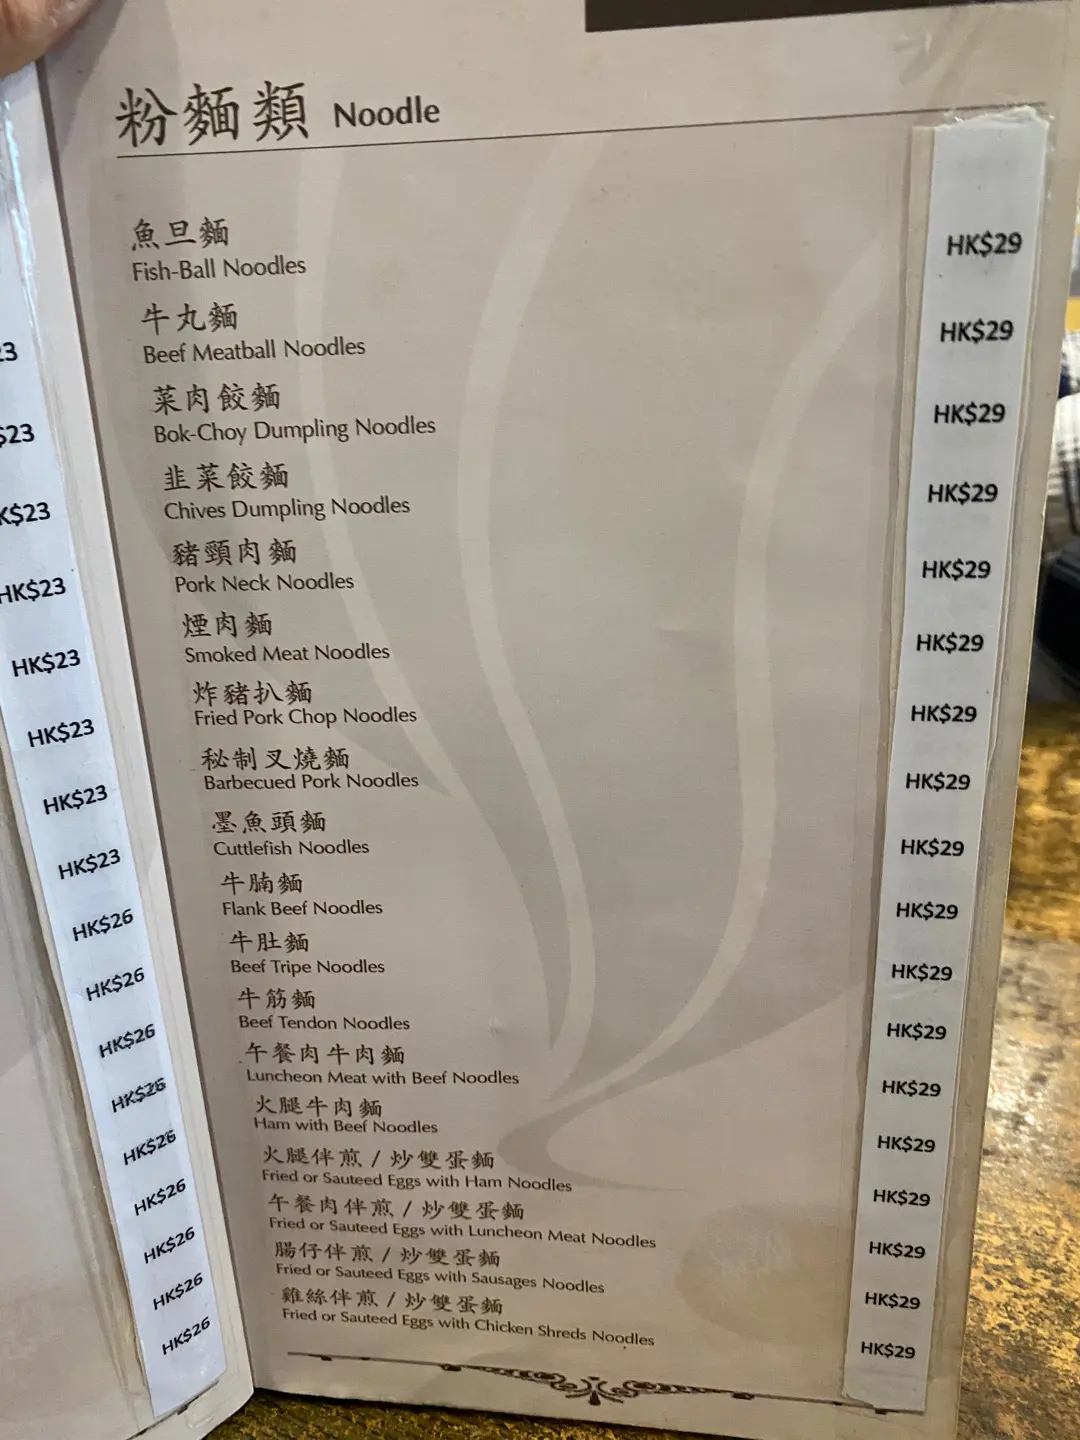 粉麵類 Noodle
魚旦麵 HK$29
Fish-Ball Noodles
牛丸麵 HK$29
Beef Meatball Noodles
菜肉餃麵 HK$29
Bok-Choy Dumpling Noodles
韭菜餃麵 HK$29
Chives Dumpling Noodles
豬頸肉麵 HK$29
Pork Neck Noodles
煙肉麵 HK$29
Smoked Meat Noodles
炸豬扒麵 HK$29
Fried Pork Chop Noodles
秘制叉燒麵 HK$29
Barbecued Pork Noodles
墨魚頭麵 HK$29
Cuttlefish Noodles
牛腩麵 HK$29
Flank Beef Noodles
牛肚麵 HK$29
Beef Tripe Noodles
牛筋麵 HK$29
Beef Tendon Noodles
午餐肉牛肉麵 HK$29
Luncheon Meat with Beef Noodles
火腿牛肉麵 HK$29
Ham with Beef Noodles
火腿伴煎 / 炒雙蛋麵 HK$29
Fried or Sauteed Eggs with Ham Noodles
午餐肉伴煎 / 炒雙蛋麵 HK$29
Fried or Sauteed Eggs with Luncheon Meat Noodles
腸仔伴煎 / 炒雙蛋麵 HK$29
Fried or Sauteed Eggs with Sausages Noodles
雞絲伴煎 / 炒雙蛋麵 HK$29
Fried or Sauteed Eggs with Chicken Shreds Noodles
23
$23
K$23
HK$23
HK$23
HK$23
HK$23
HK$23
HK$26
HK$26
HK$26
HK$26
HK$26
HK$26
HK$26
HK$26
HK$26